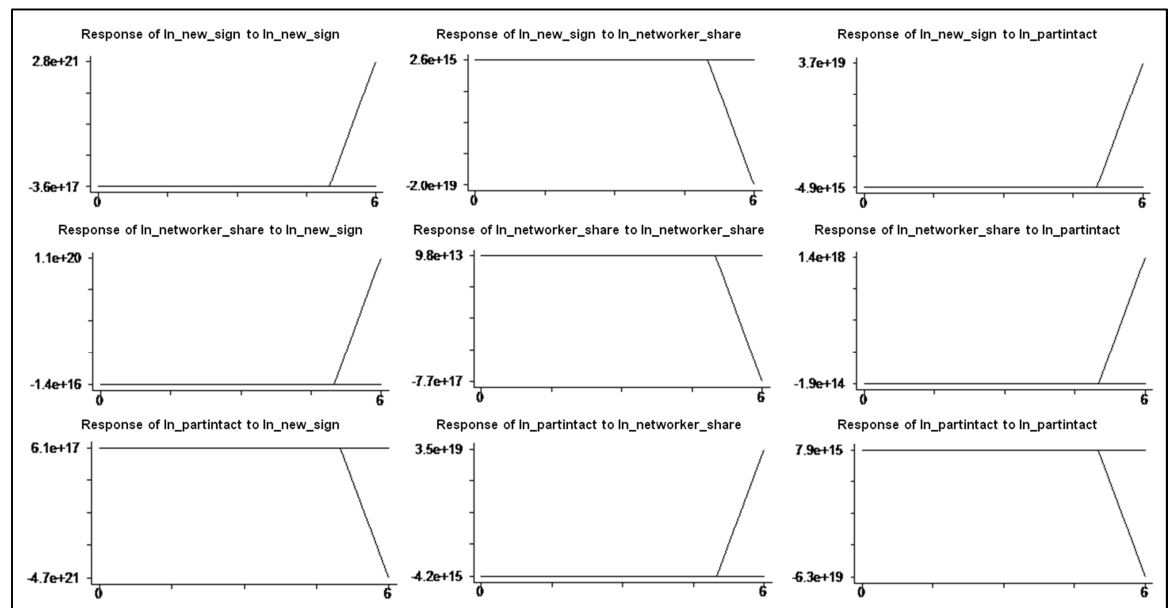 Response of ln_new_sign to ln_new_sign
2.8e+21
-3.6e+17
0
6
Response of ln_new_sign to ln_networker_share
2.6e+15
-2.0e+19
0
6
Response of ln_new_sign to ln_partintact
3.7e+19
-4.9e+15
0
6
Response of ln_networker_share to ln_new_sign
1.1e+20
-1.4e+16
0
6
Response of ln_networker_share to ln_networker_share
9.8e+13
-7.7e+17
0
6
Response of ln_networker_share to ln_partintact
1.4e+18
-1.9e+14
0
6
Response of ln_partintact to ln_new_sign
6.1e+17
-4.7e+21
0
6
Response of ln_partintact to ln_networker_share
3.5e+19
-4.2e+15
0
6
Response of ln_partintact to ln_partintact
7.9e+15
-6.3e+19
0
6